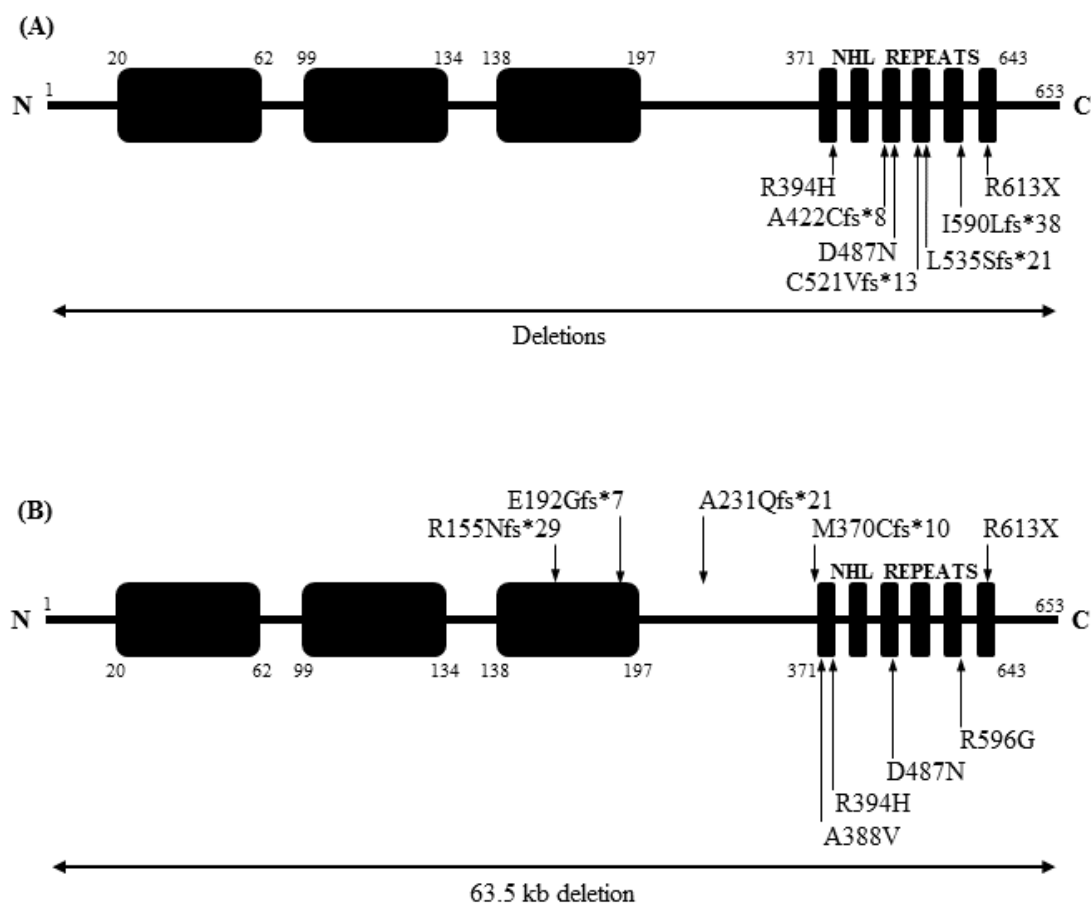 (A)
20 62 99 134 138 197 371 NHL REPEATS 643
N 1 653 C
R394H R613X
A422Cfs*8 I590Lfs*38
D487N L535Sfs*21
C521Vfs*13
Deletions
(B)
E192Gfs*7 A231Qfs*21
R155Nfs*29 M370Cfs*10 R613X
NHL REPEATS
N 1 653 C
20 62 99 134 138 197 371 643
R596G
D487N
R394H
A388V
63.5 kb deletion